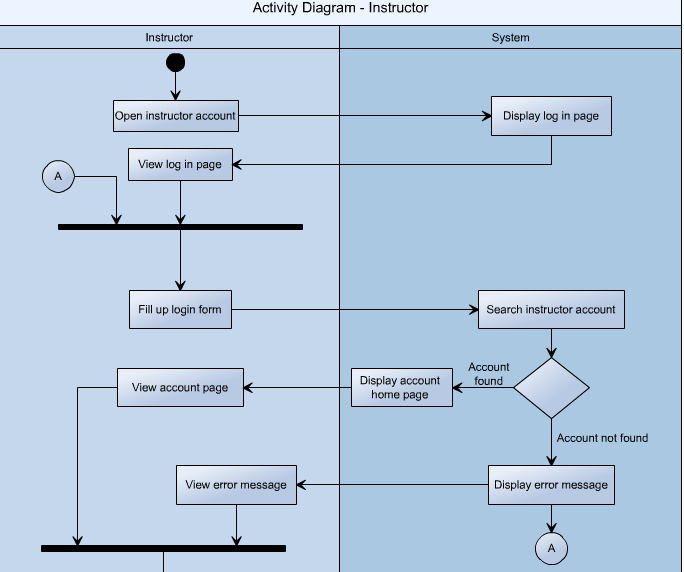 Activity Diagram - Instructor
Instructor
System
Open instructor account
Display log in page
View log in page
A
Fill up login form
Search instructor account
Account
found
View account page
Display account
home page
Account not found
View error message
Display error message
A